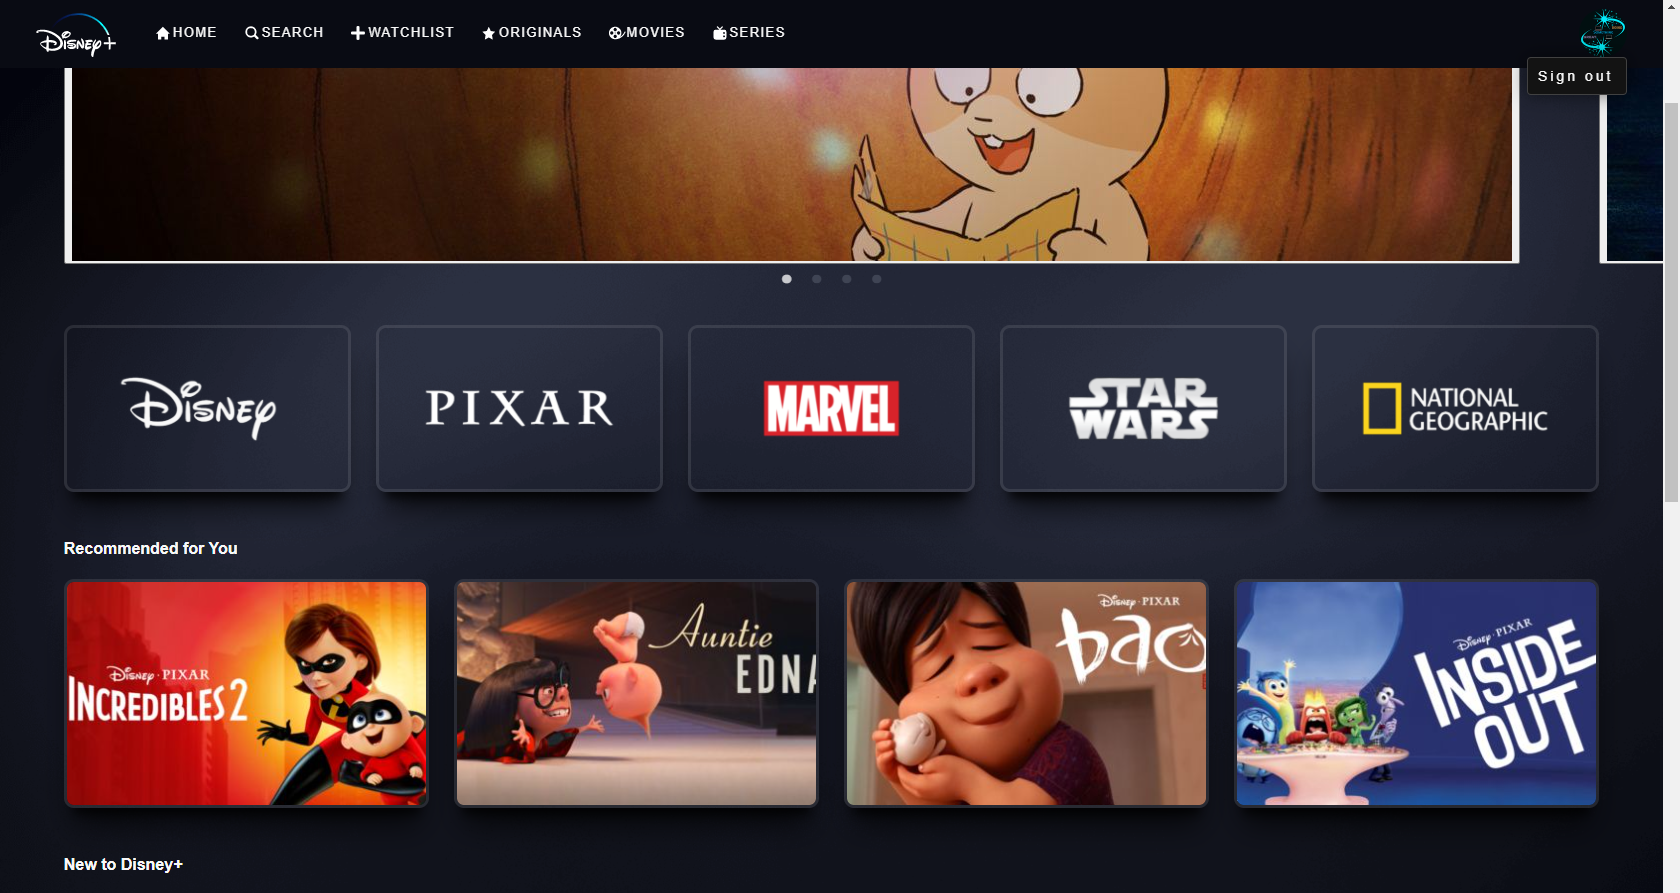 Disney+
HOME
SEARCH
WATCHLIST
ORIGINALS
MOVIES
SERIES
Sign out
Disney
PIXAR
MARVEL
STAR
WARS
NATIONAL
GEOGRAPHIC
Recommended for You
Disney · PIXAR
INCREDIBLES 2
Auntie
EDNA
Disney · PIXAR
bao
Disney · PIXAR
INSIDE
OUT
New to Disney+